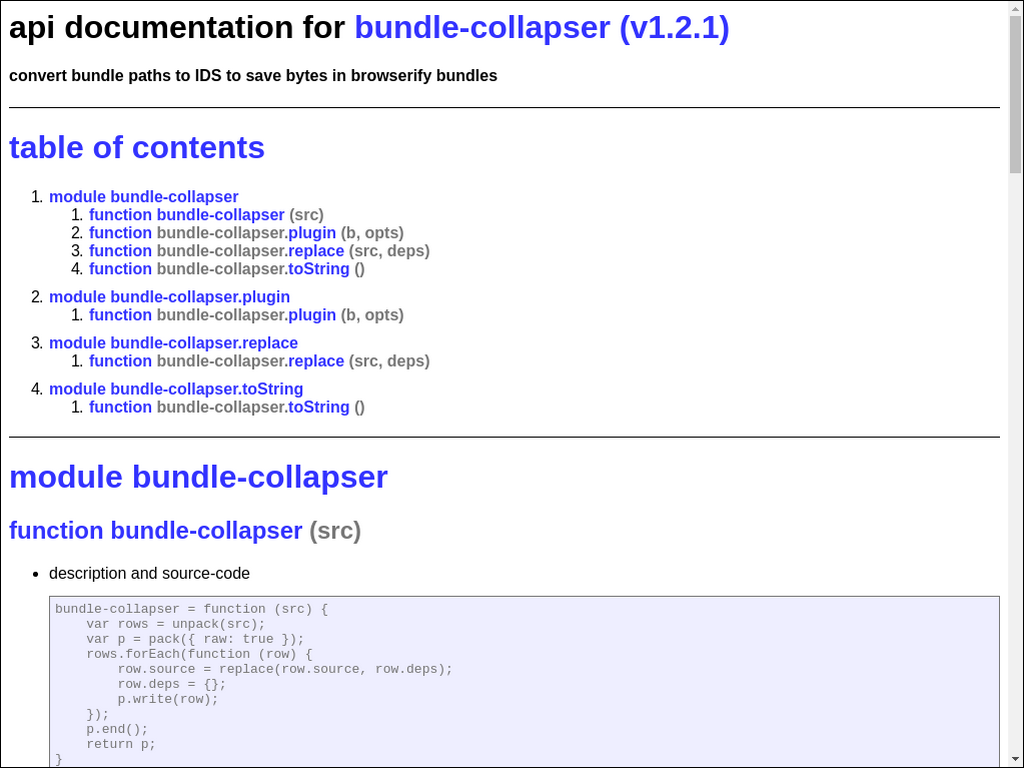 api documentation for bundle-collapser (v1.2.1)
convert bundle paths to IDS to save bytes in browserify bundles
table of contents
1. module bundle-collapser
1. function bundle-collapser (src)
2. function bundle-collapser.plugin (b, opts)
3. function bundle-collapser.replace (src, deps)
4. function bundle-collapser.toString ()
2. module bundle-collapser.plugin
1. function bundle-collapser.plugin (b, opts)
3. module bundle-collapser.replace
1. function bundle-collapser.replace (src, deps)
4. module bundle-collapser.toString
1. function bundle-collapser.toString ()
module bundle-collapser
function bundle-collapser (src)
• description and source-code
bundle-collapser = function (src) {
    var rows = unpack(src);
    var p = pack({ raw: true });
    rows.forEach(function (row) {
        row.source = replace(row.source, row.deps);
        row.deps = {};
        p.write(row);
    });
    p.end();
    return p;
}